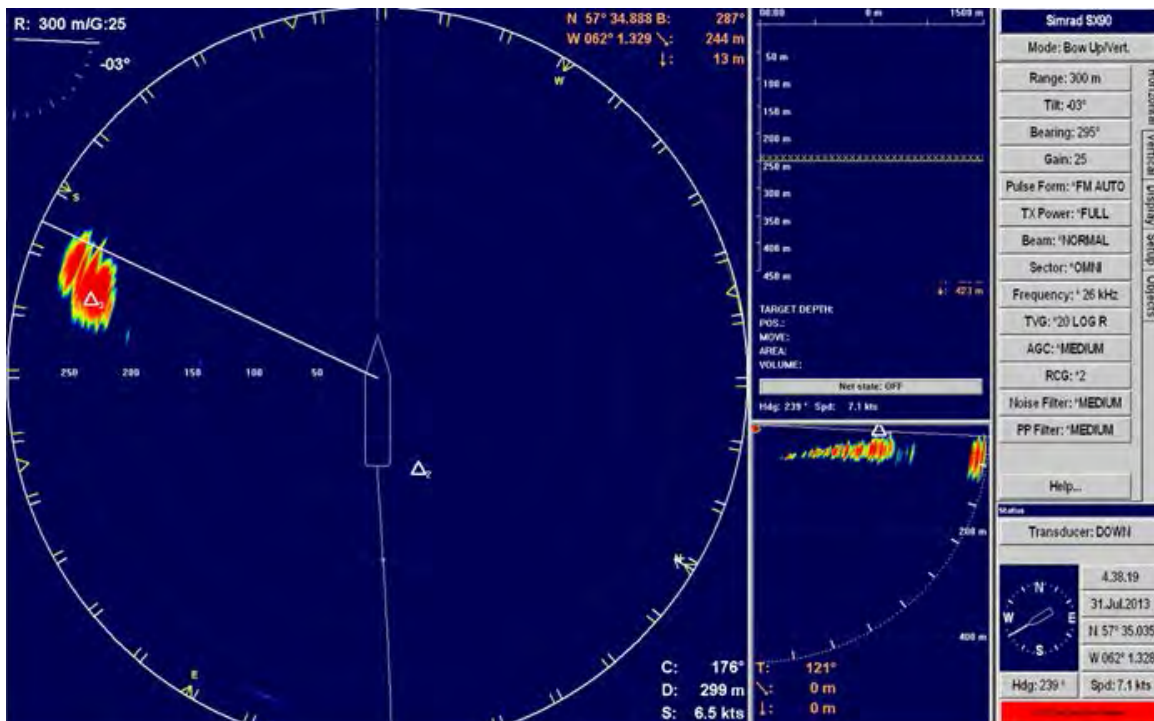 R: 300 m/G:25
-03°
N 57° 34.888 B: 287°
W 062° 1.329 ↘: 244 m
↓: 13 m
W
S
3
250 200 150 100 50
2
N
E
C: 176°
D: 299 m
S: 6.5 kts
00:00 0 m 1509 m
50 m
100 m
150 m
200 m
250 m
300 m
350 m
400 m
450 m
↓: 423 m
TARGET DEPTH:
POS.:
MOVE:
AREA:
VOLUME:
Net state: OFF
Hdg: 239 ° Spd: 7.1 kts
200 m
400 m
T: 121°
↘: 0 m
↓: 0 m
Simrad SX90
Mode: Bow Up/Vert.
Range: 300 m
Tilt: -03°
Bearing: 295°
Gain: 25
Pulse Form: *FM AUTO
TX Power: *FULL
Beam: *NORMAL
Sector: *OMNI
Frequency: * 26 kHz
TVG: *20 LOG R
AGC: *MEDIUM
RCG: *2
Noise Filter: *MEDIUM
PP Filter: *MEDIUM
Help...
Horizontal
Vertical
Display
Setup
Objects
Status
Transducer: DOWN
N
W E
S
4.38.19
31.Jul.2013
N 57° 35.035
W 062° 1.328
Hdg: 239 °
Spd: 7.1 kts